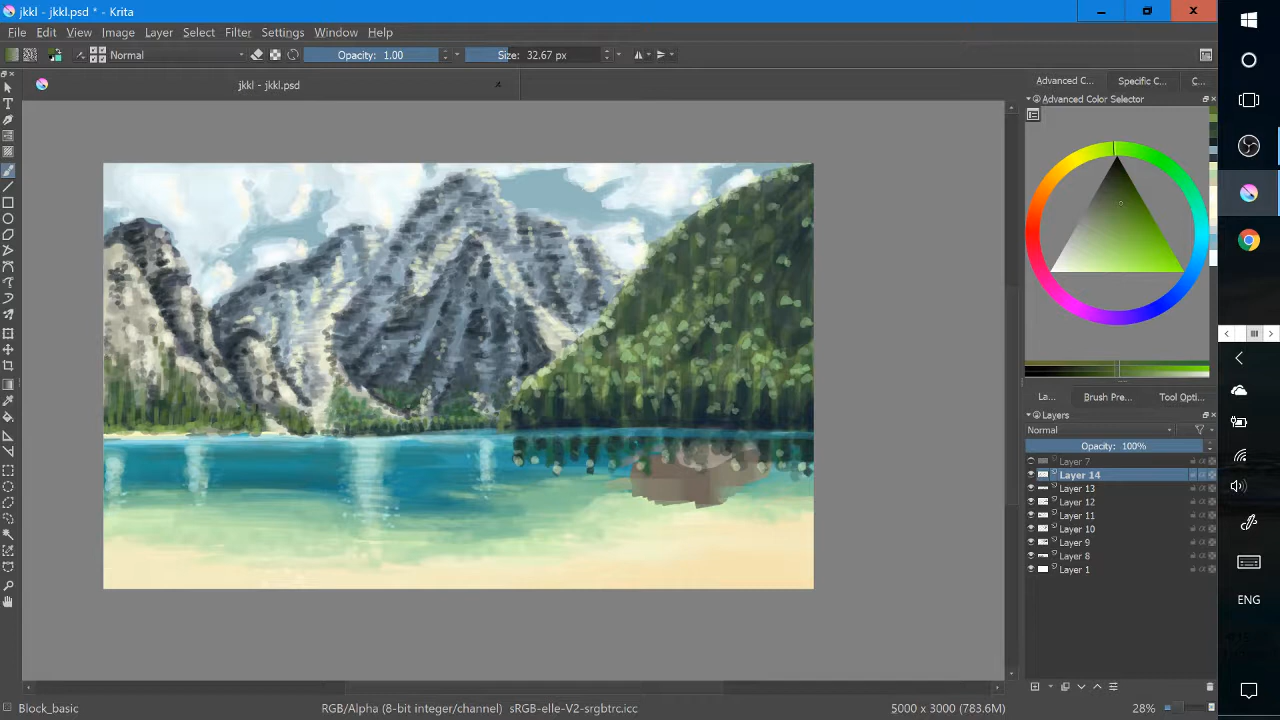 jkkl - jkkl.psd * - Krita
File Edit View Image Layer Select Filter Settings Window Help
Normal Opacity: 1.00 Size: 32.67 px
jkkl - jkkl.psd x
Advanced C... Specific C... C...
Advanced Color Selector
La... Brush Pre... Tool Opti...
Layers
Normal
Opacity: 100%
Layer 7
Layer 14
Layer 13
Layer 12
Layer 11
Layer 10
Layer 9
Layer 8
Layer 1
ENG
Block_basic RGB/Alpha (8-bit integer/channel) sRGB-elle-V2-srgbtrc.icc 5000 x 3000 (783.6M) 28%